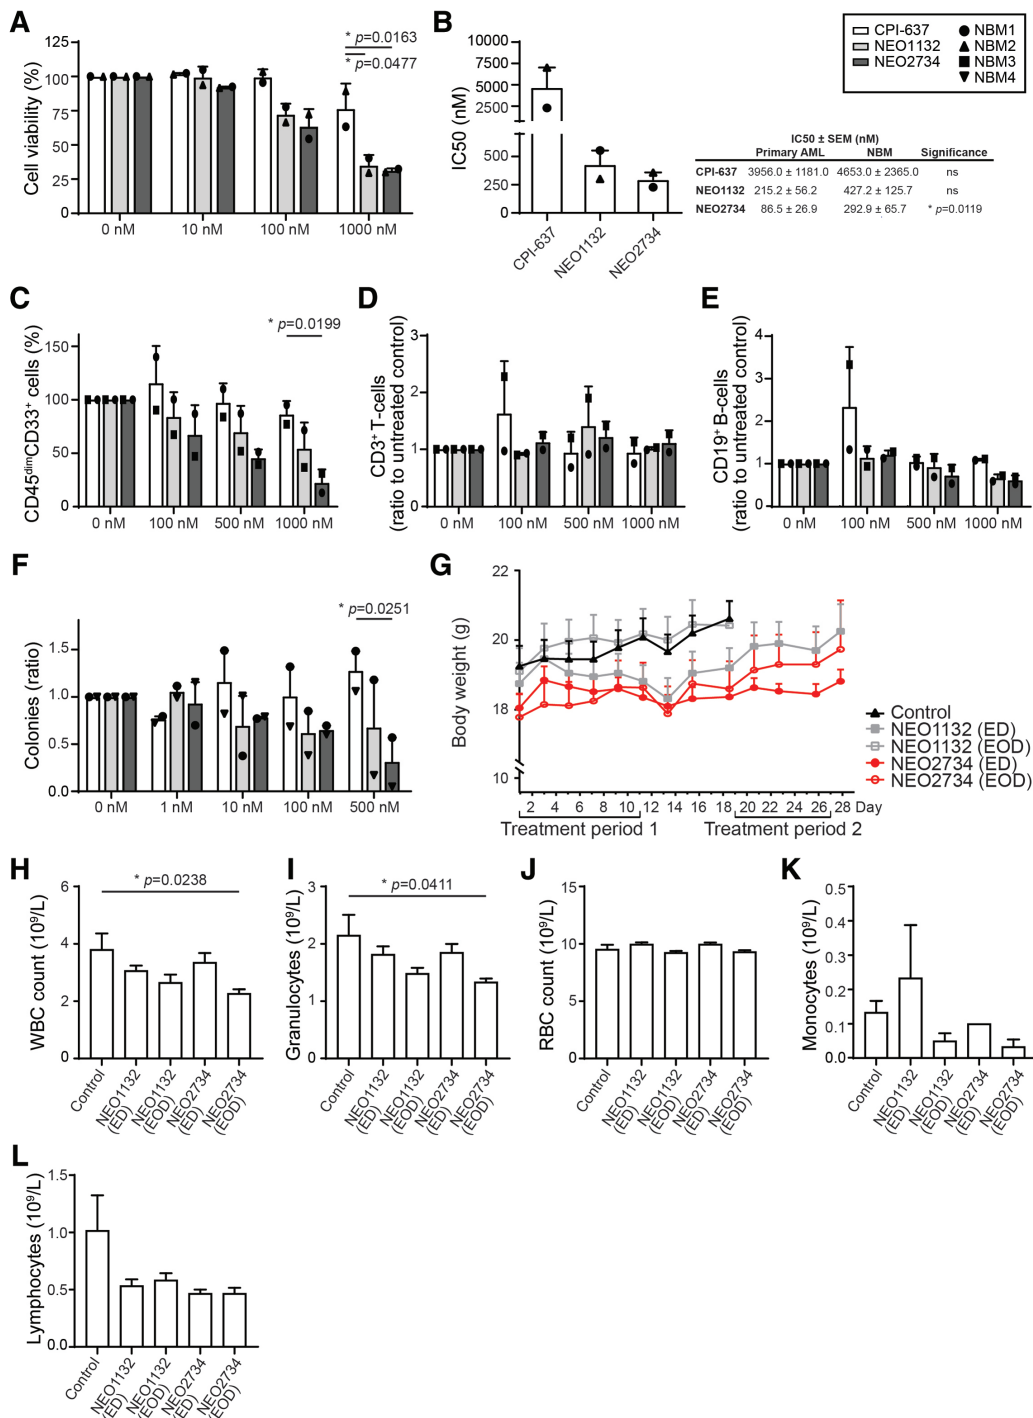 A
Cell viability (%)
125
100
75
50
25
0
* p=0.0163
* p=0.0477
0 nM 10 nM 100 nM 1000 nM
B
IC50 (nM)
10000
7500
5000
2500
500
250
0
CPI-637 NEO1132 NEO2734
CPI-637
NEO1132
NEO2734
NBM1
NBM2
NBM3
NBM4
IC50 ± SEM (nM)
Primary AML NBM Significance
CPI-637 3956.0 ± 1181.0 4653.0 ± 2365.0 ns
NEO1132 215.2 ± 56.2 427.2 ± 125.7 ns
NEO2734 86.5 ± 26.9 292.9 ± 65.7 * p=0.0119
C
CD45dimCD33+ cells (%)
150
100
50
0
* p=0.0199
0 nM 100 nM 500 nM 1000 nM
D
CD3+ T-cells
(ratio to untreated control)
3
2
1
0
0 nM 100 nM 500 nM 1000 nM
E
CD19+ B-cells
(ratio to untreated control)
4
3
2
1
0
0 nM 100 nM 500 nM 1000 nM
F
Colonies (ratio)
1.5
1.0
0.5
0.0
* p=0.0251
0 nM 1 nM 10 nM 100 nM 500 nM
G
Body weight (g)
22
20
18
10
2 4 6 8 10 12 14 16 18 20 22 24 26 28 Day
Treatment period 1 Treatment period 2
Control
NEO1132 (ED)
NEO1132 (EOD)
NEO2734 (ED)
NEO2734 (EOD)
H
WBC count (10⁹/L)
6
4
2
0
* p=0.0238
Control NEO1132 (ED) NEO1132 (EOD) NEO2734 (ED) NEO2734 (EOD)
I
Granulocytes (10⁹/L)
3
2
1
0
* p=0.0411
Control NEO1132 (ED) NEO1132 (EOD) NEO2734 (ED) NEO2734 (EOD)
J
RBC count (10⁹/L)
15
10
5
0
Control NEO1132 (ED) NEO1132 (EOD) NEO2734 (ED) NEO2734 (EOD)
K
Monocytes (10⁹/L)
0.5
0.4
0.3
0.2
0.1
0.0
Control NEO1132 (ED) NEO1132 (EOD) NEO2734 (ED) NEO2734 (EOD)
L
Lymphocytes (10⁹/L)
1.5
1.0
0.5
0.0
Control NEO1132 (ED) NEO1132 (EOD) NEO2734 (ED) NEO2734 (EOD)